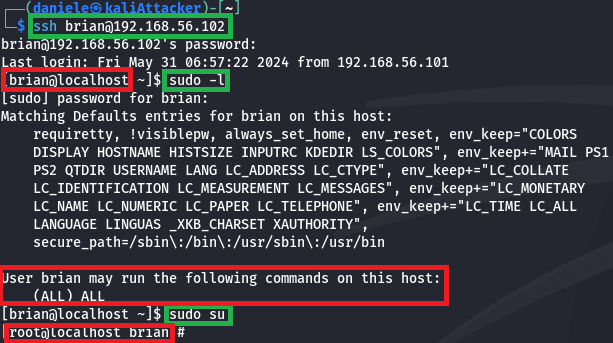 (daniele㉿kaliAttacker)-[~]
$ ssh brian@192.168.56.102
brian@192.168.56.102's password:
Last login: Fri May 31 06:57:22 2024 from 192.168.56.101
[brian@localhost ~]$ sudo -l
[sudo] password for brian:
Matching Defaults entries for brian on this host:
requiretty, !visiblepw, always_set_home, env_reset, env_keep="COLORS
DISPLAY HOSTNAME HISTSIZE INPUTRC KDEDIR LS_COLORS", env_keep+="MAIL PS1
PS2 QTDIR USERNAME LANG LC_ADDRESS LC_CTYPE", env_keep+="LC_COLLATE
LC_IDENTIFICATION LC_MEASUREMENT LC_MESSAGES", env_keep+="LC_MONETARY
LC_NAME LC_NUMERIC LC_PAPER LC_TELEPHONE", env_keep+="LC_TIME LC_ALL
LANGUAGE LINGUAS _XKB_CHARSET XAUTHORITY",
secure_path=/sbin\:/bin\:/usr/sbin\:/usr/bin
User brian may run the following commands on this host:
(ALL) ALL
[brian@localhost ~]$ sudo su
[root@localhost brian]#